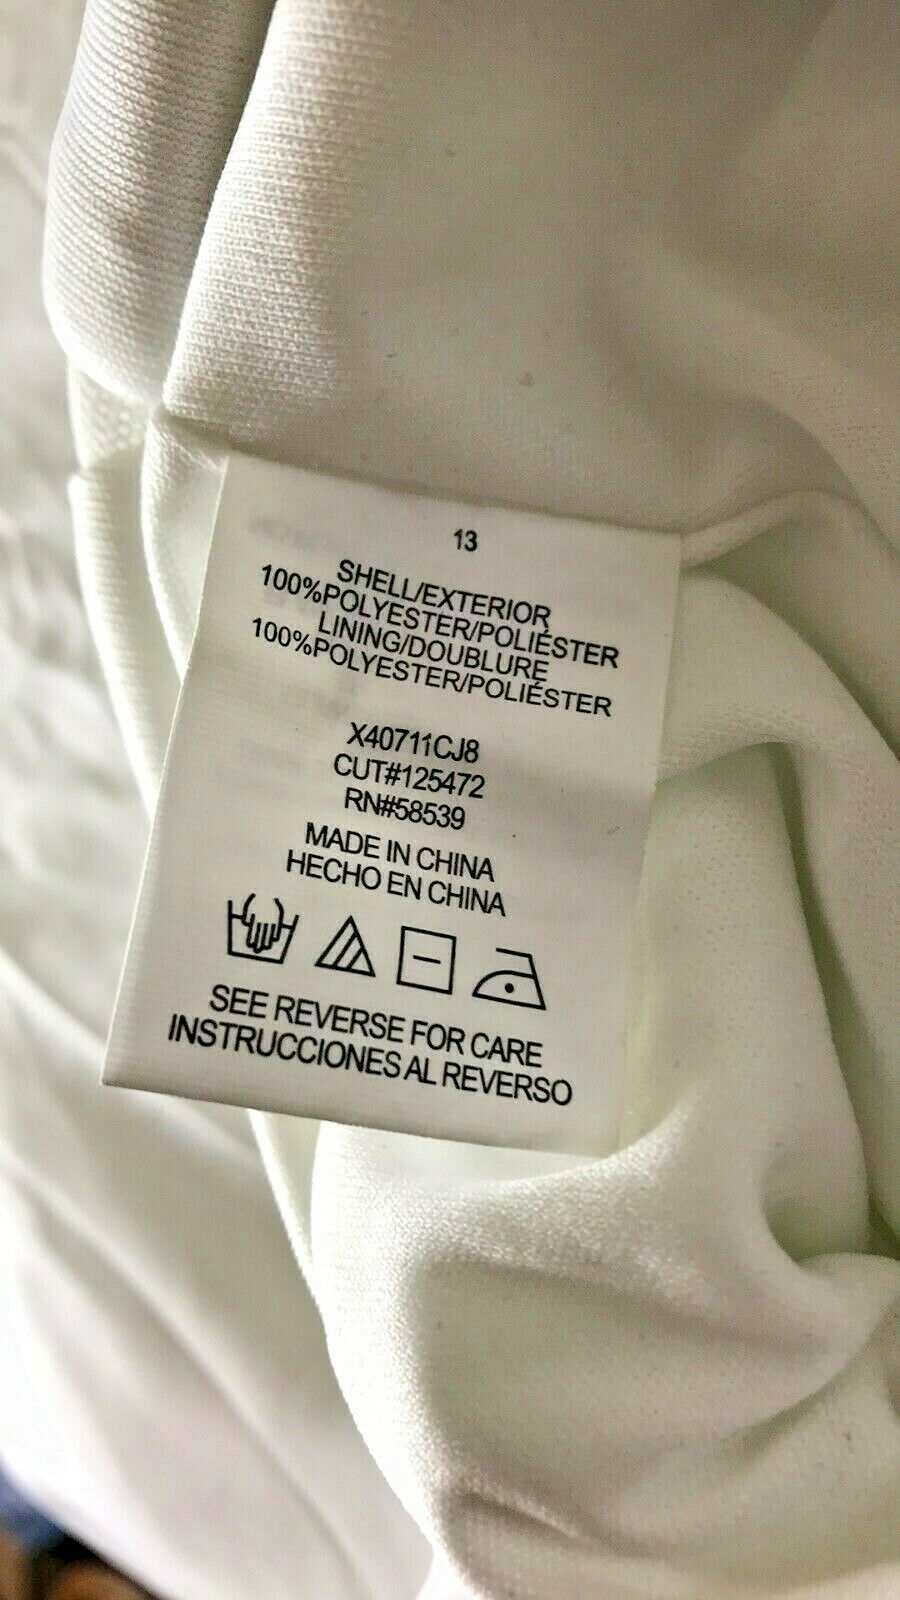 13
SHELL/EXTERIOR
100%POLYESTER/POLIÉSTER
LINING/DOUBLURE
100%POLYESTER/POLIÉSTER
X40711CJ8
CUT#125472
RN#58539
MADE IN CHINA
HECHO EN CHINA
SEE REVERSE FOR CARE
INSTRUCCIONES AL REVERSO